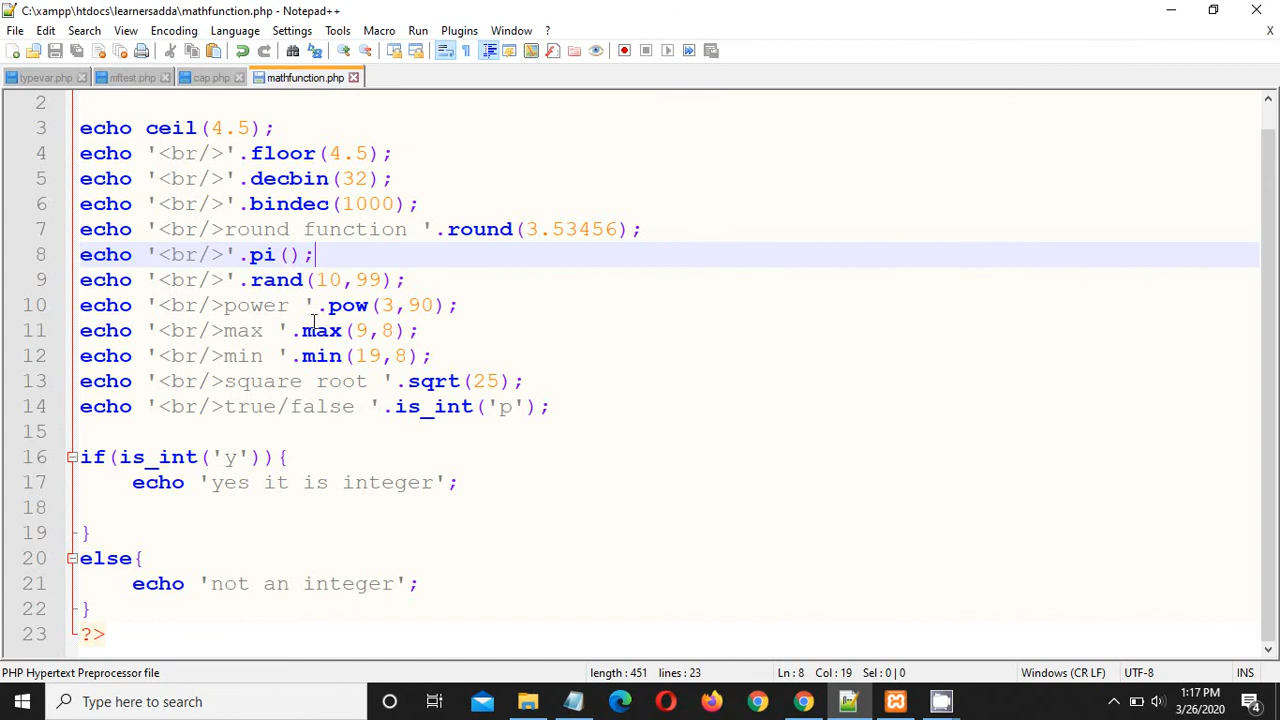 C:\xampp\htdocs\learnersadda\mathfunction.php - Notepad++
File Edit Search View Encoding Language Settings Tools Macro Run Plugins Window ? X
typevar.php mftest.php cap.php mathfunction.php
2
3 echo ceil(4.5);
4 echo '<br/>'.floor(4.5);
5 echo '<br/>'.decbin(32);
6 echo '<br/>'.bindec(1000);
7 echo '<br/>round function '.round(3.53456);
8 echo '<br/>'.pi();
9 echo '<br/>'.rand(10,99);
10 echo '<br/>power '.pow(3,90);
11 echo '<br/>max '.max(9,8);
12 echo '<br/>min '.min(19,8);
13 echo '<br/>square root '.sqrt(25);
14 echo '<br/>true/false '.is_int('p');
15
16 if(is_int('y')){
17 echo 'yes it is integer';
18
19 }
20 else{
21 echo 'not an integer';
22 }
23 ?>
PHP Hypertext Preprocessor file length : 451 lines : 23 Ln : 8 Col : 19 Sel : 0 | 0 Windows (CR LF) UTF-8 INS
Type here to search
1:17 PM
3/26/2020
4